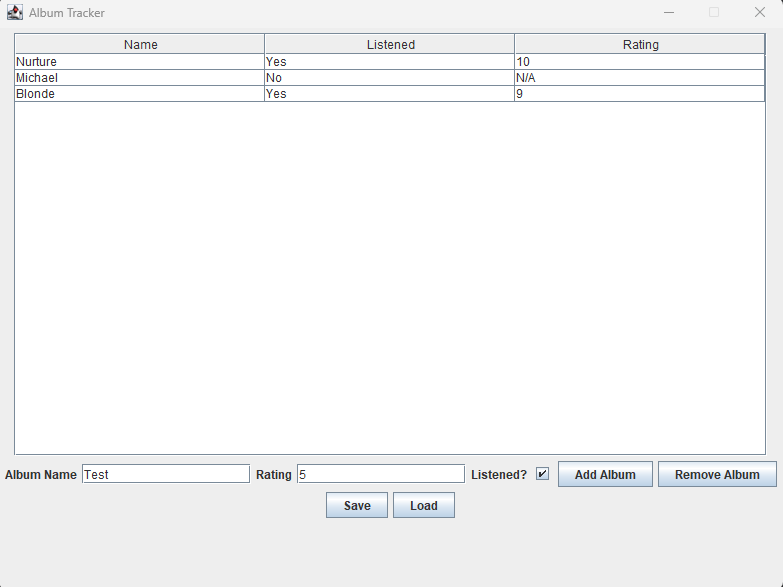 Album Tracker
Name Listened Rating
Nurture Yes 10
Michael No N/A
Blonde Yes 9
Album Name Test Rating 5 Listened? Add Album Remove Album
Save Load